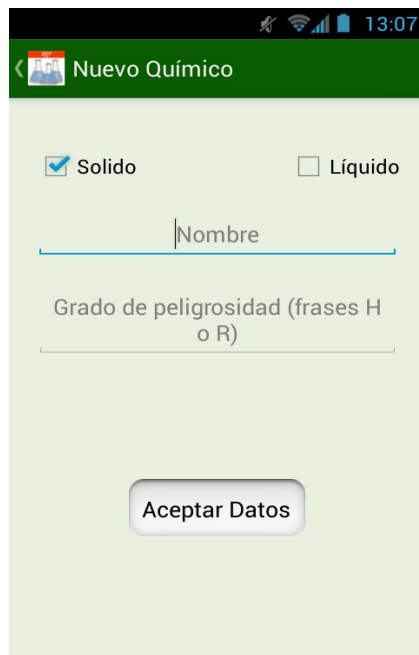 13:07
Nuevo Químico
Solido
Líquido
Nombre
Grado de peligrosidad (frases H
o R)
Aceptar Datos